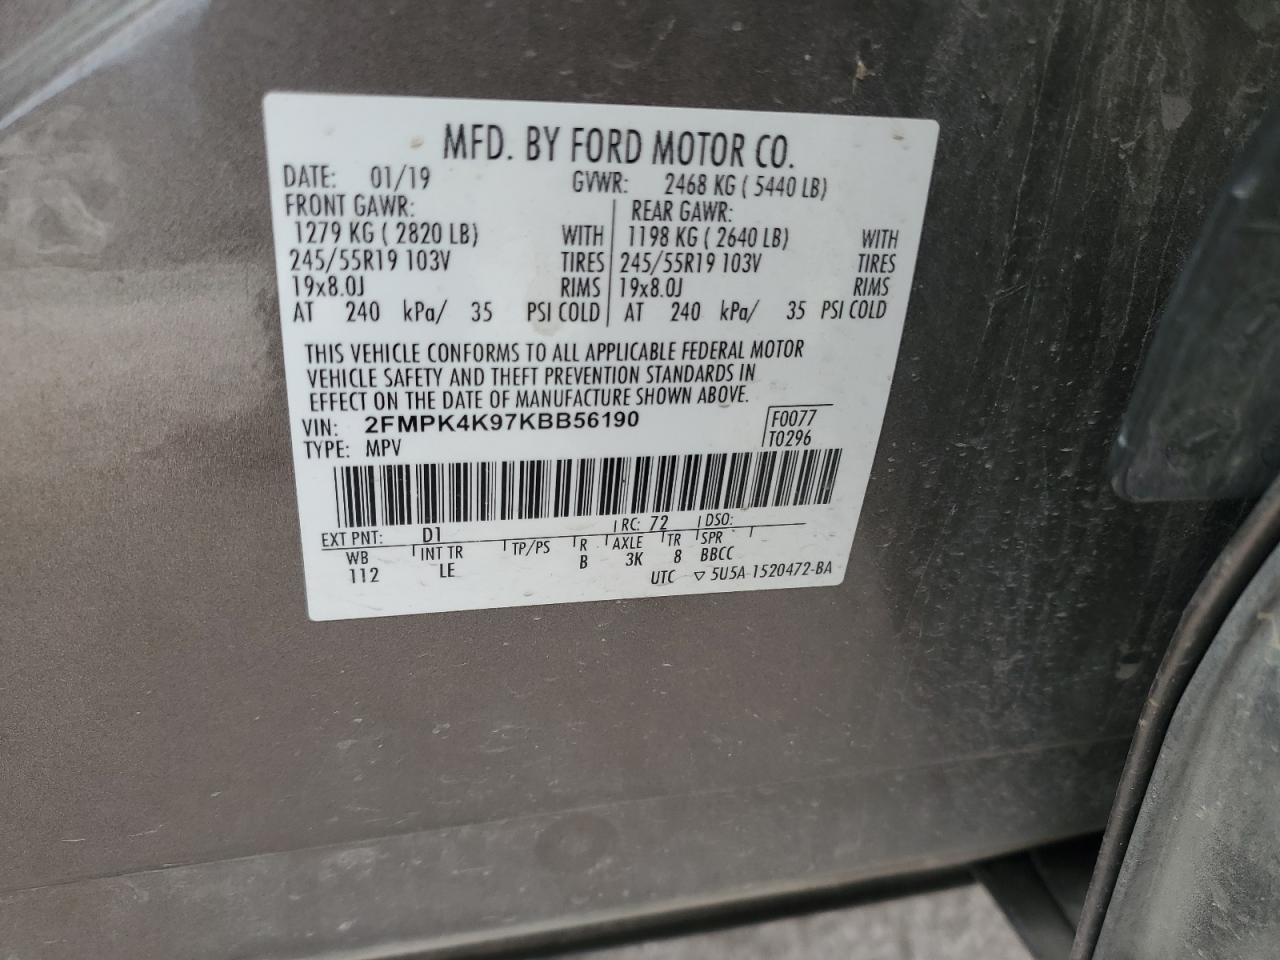 MFD. BY FORD MOTOR CO.
DATE: 01/19 GVWR: 2468 KG ( 5440 LB)
FRONT GAWR: REAR GAWR:
1279 KG ( 2820 LB) WITH 1198 KG ( 2640 LB) WITH
245/55R19 103V TIRES 245/55R19 103V TIRES
19x8.0J RIMS 19x8.0J RIMS
AT 240 kPa/ 35 PSI COLD AT 240 kPa/ 35 PSI COLD
THIS VEHICLE CONFORMS TO ALL APPLICABLE FEDERAL MOTOR
VEHICLE SAFETY AND THEFT PREVENTION STANDARDS IN
EFFECT ON THE DATE OF MANUFACTURE SHOWN ABOVE.
VIN: 2FMPK4K97KBB56190 F0077
TYPE: MPV T0296
EXT PNT: D1 RC: 72 DSO:
WB INT TR TP/PS R AXLE TR SPR
112 LE B 3K 8 BBCC
UTC ▽ 5U5A-1520472-BA